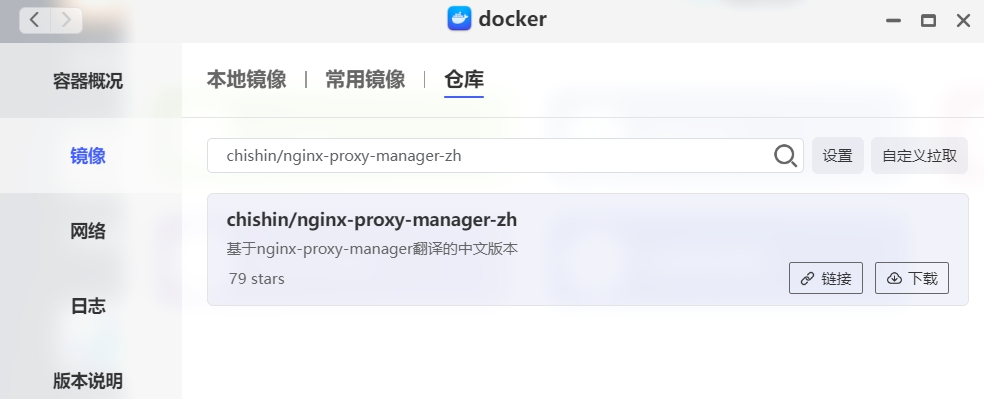 docker
容器概况
镜像
网络
日志
版本说明
本地镜像 | 常用镜像 | 仓库
chishin/nginx-proxy-manager-zh
设置
自定义拉取
chishin/nginx-proxy-manager-zh
基于nginx-proxy-manager翻译的中文版本
79 stars
链接
下载